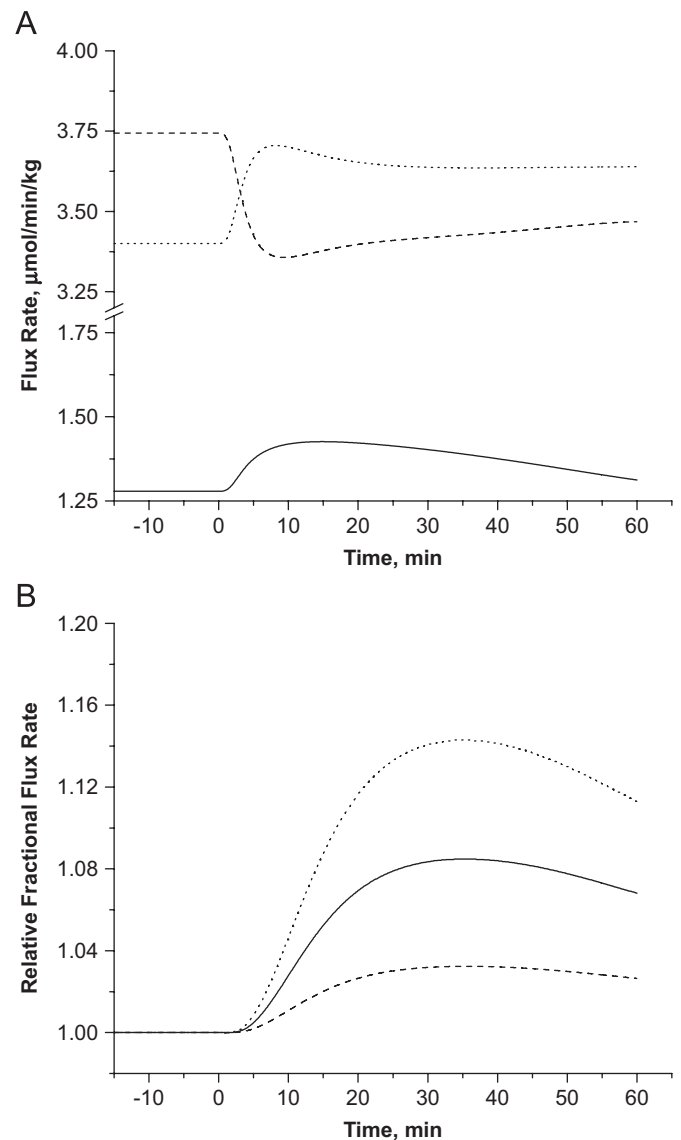 A
4.00
3.75
3.50
3.25
1.75
1.50
1.25
Flux Rate, μmol/min/kg
-10 0 10 20 30 40 50 60
Time, min
B
1.20
1.16
1.12
1.08
1.04
1.00
Relative Fractional Flux Rate
-10 0 10 20 30 40 50 60
Time, min